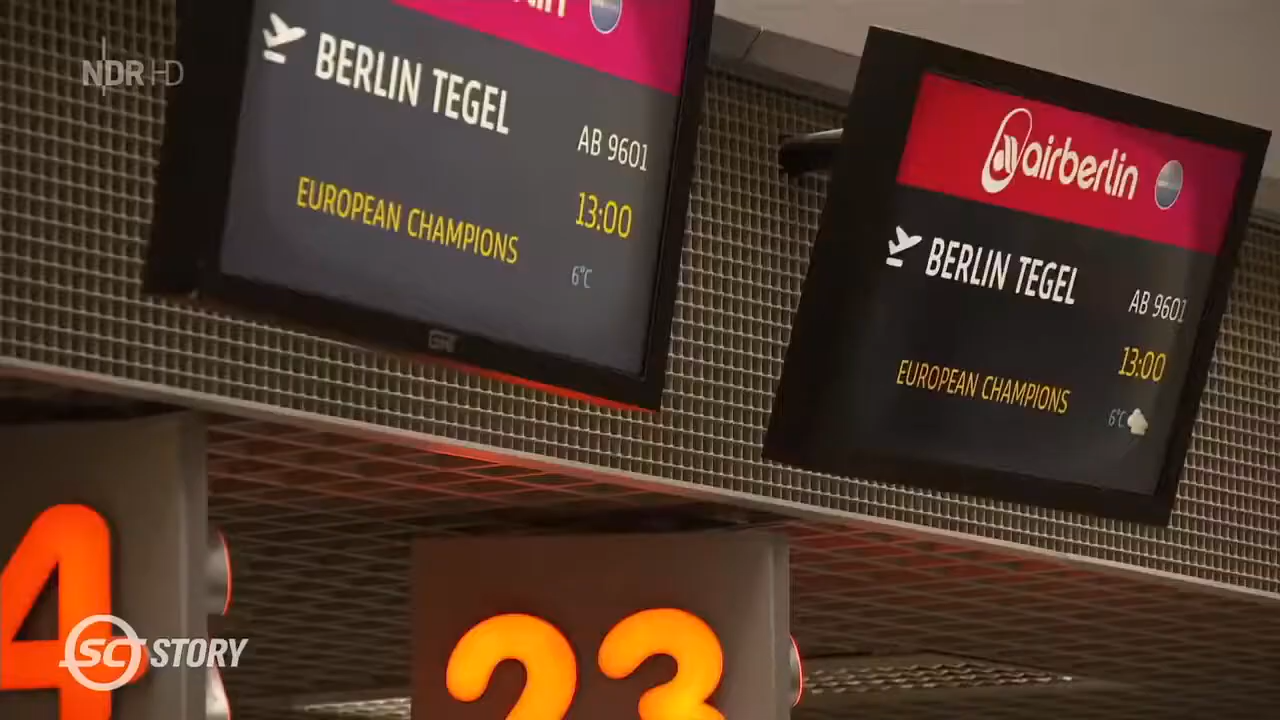 NDR HD
BERLIN TEGEL
AB 9601
EUROPEAN CHAMPIONS
13:00
6°C
airberlin
BERLIN TEGEL
AB 9601
EUROPEAN CHAMPIONS
13:00
6°C
4
23
SC STORY